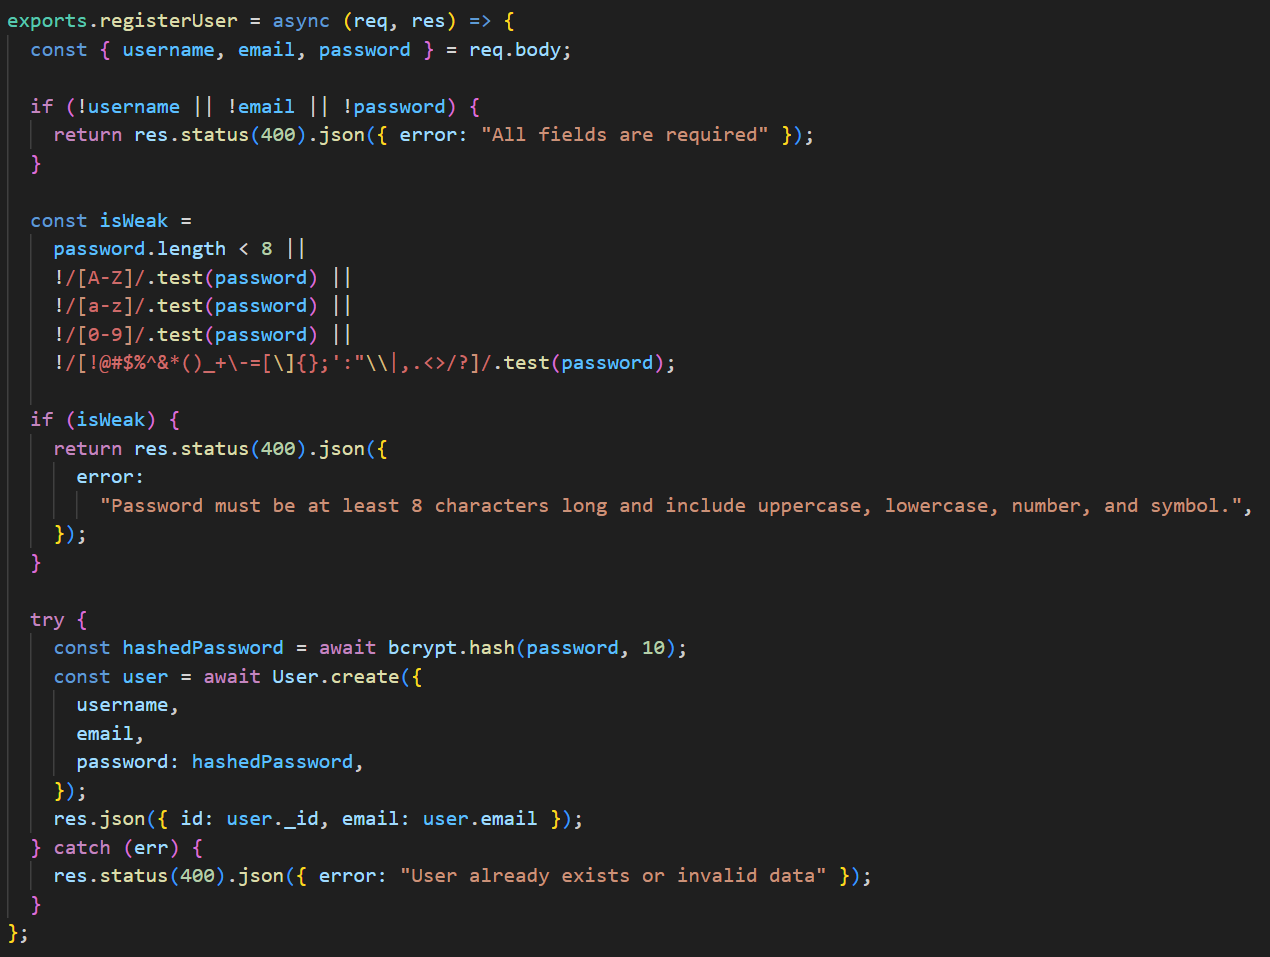 exports.registerUser = async (req, res) => {
  const { username, email, password } = req.body;

  if (!username || !email || !password) {
    return res.status(400).json({ error: "All fields are required" });
  }

  const isWeak =
    password.length < 8 ||
    !/[A-Z]/.test(password) ||
    !/[a-z]/.test(password) ||
    !/[0-9]/.test(password) ||
    !/[!@#$%^&*()_+\-=[\]{};':"\\|,.<>/?]/.test(password);

  if (isWeak) {
    return res.status(400).json({
      error:
        "Password must be at least 8 characters long and include uppercase, lowercase, number, and symbol.",
    });
  }

  try {
    const hashedPassword = await bcrypt.hash(password, 10);
    const user = await User.create({
      username,
      email,
      password: hashedPassword,
    });
    res.json({ id: user._id, email: user.email });
  } catch (err) {
    res.status(400).json({ error: "User already exists or invalid data" });
  }
};